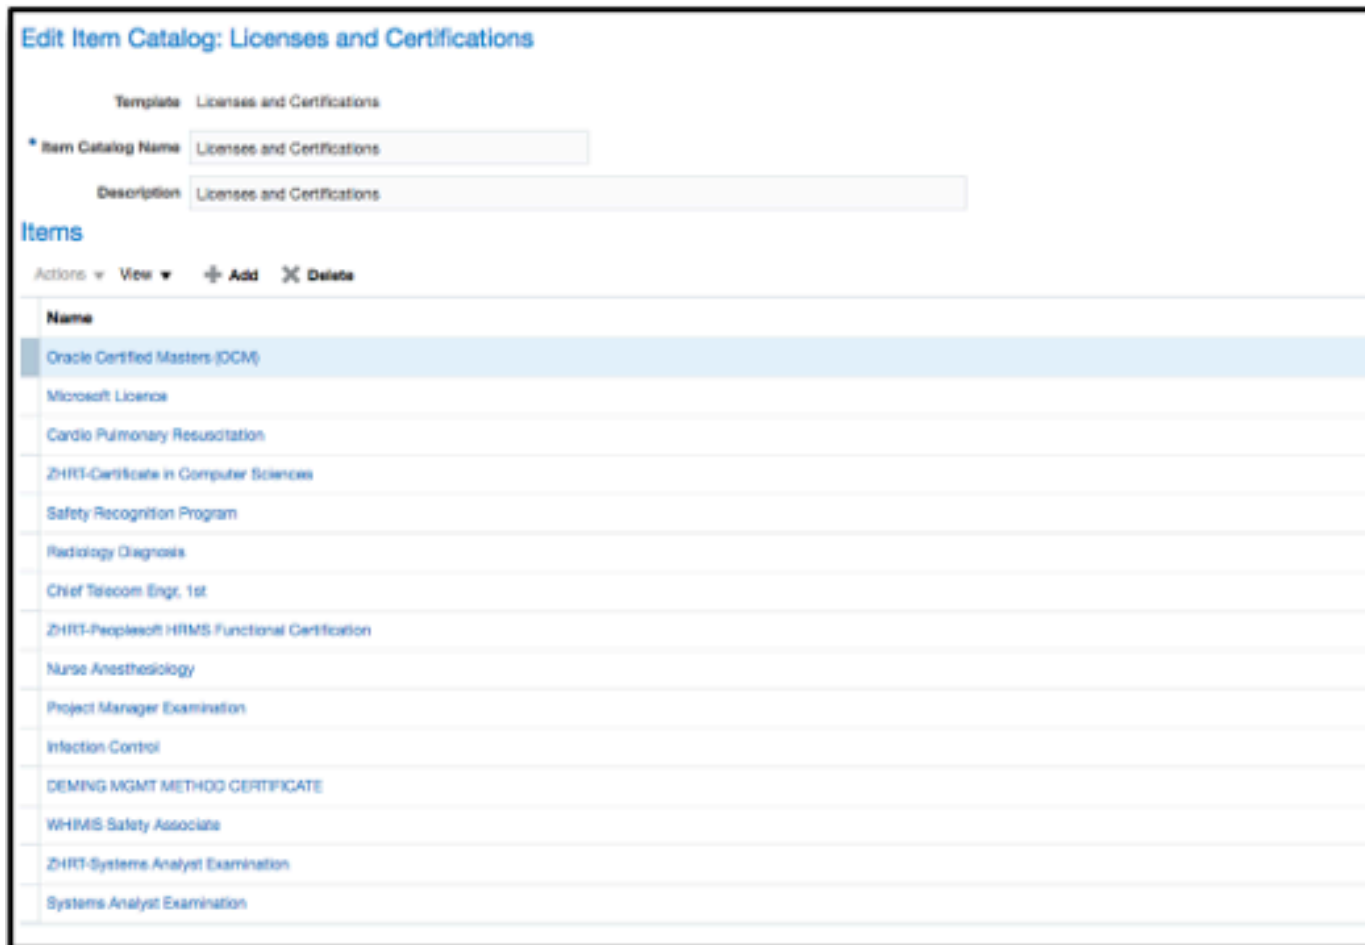 Edit Item Catalog: Licenses and Certifications
Template Licenses and Certifications
* Item Catalog Name Licenses and Certifications
Description Licenses and Certifications
Items
Actions View Add Delete
Name
Oracle Certified Masters (OCM)
Microsoft Licence
Cardio Pulmonary Resuscitation
ZHRT-Certificate in Computer Sciences
Safety Recognition Program
Radiology Diagnosis
Chief Telecom Engr, 1st
ZHRT-Peoplesoft HRMS Functional Certification
Nurse Anesthesiology
Project Manager Examination
Infection Control
DEMING MGMT METHOD CERTIFICATE
WHIMIS Safety Associate
ZHRT-Systems Analyst Examination
Systems Analyst Examination